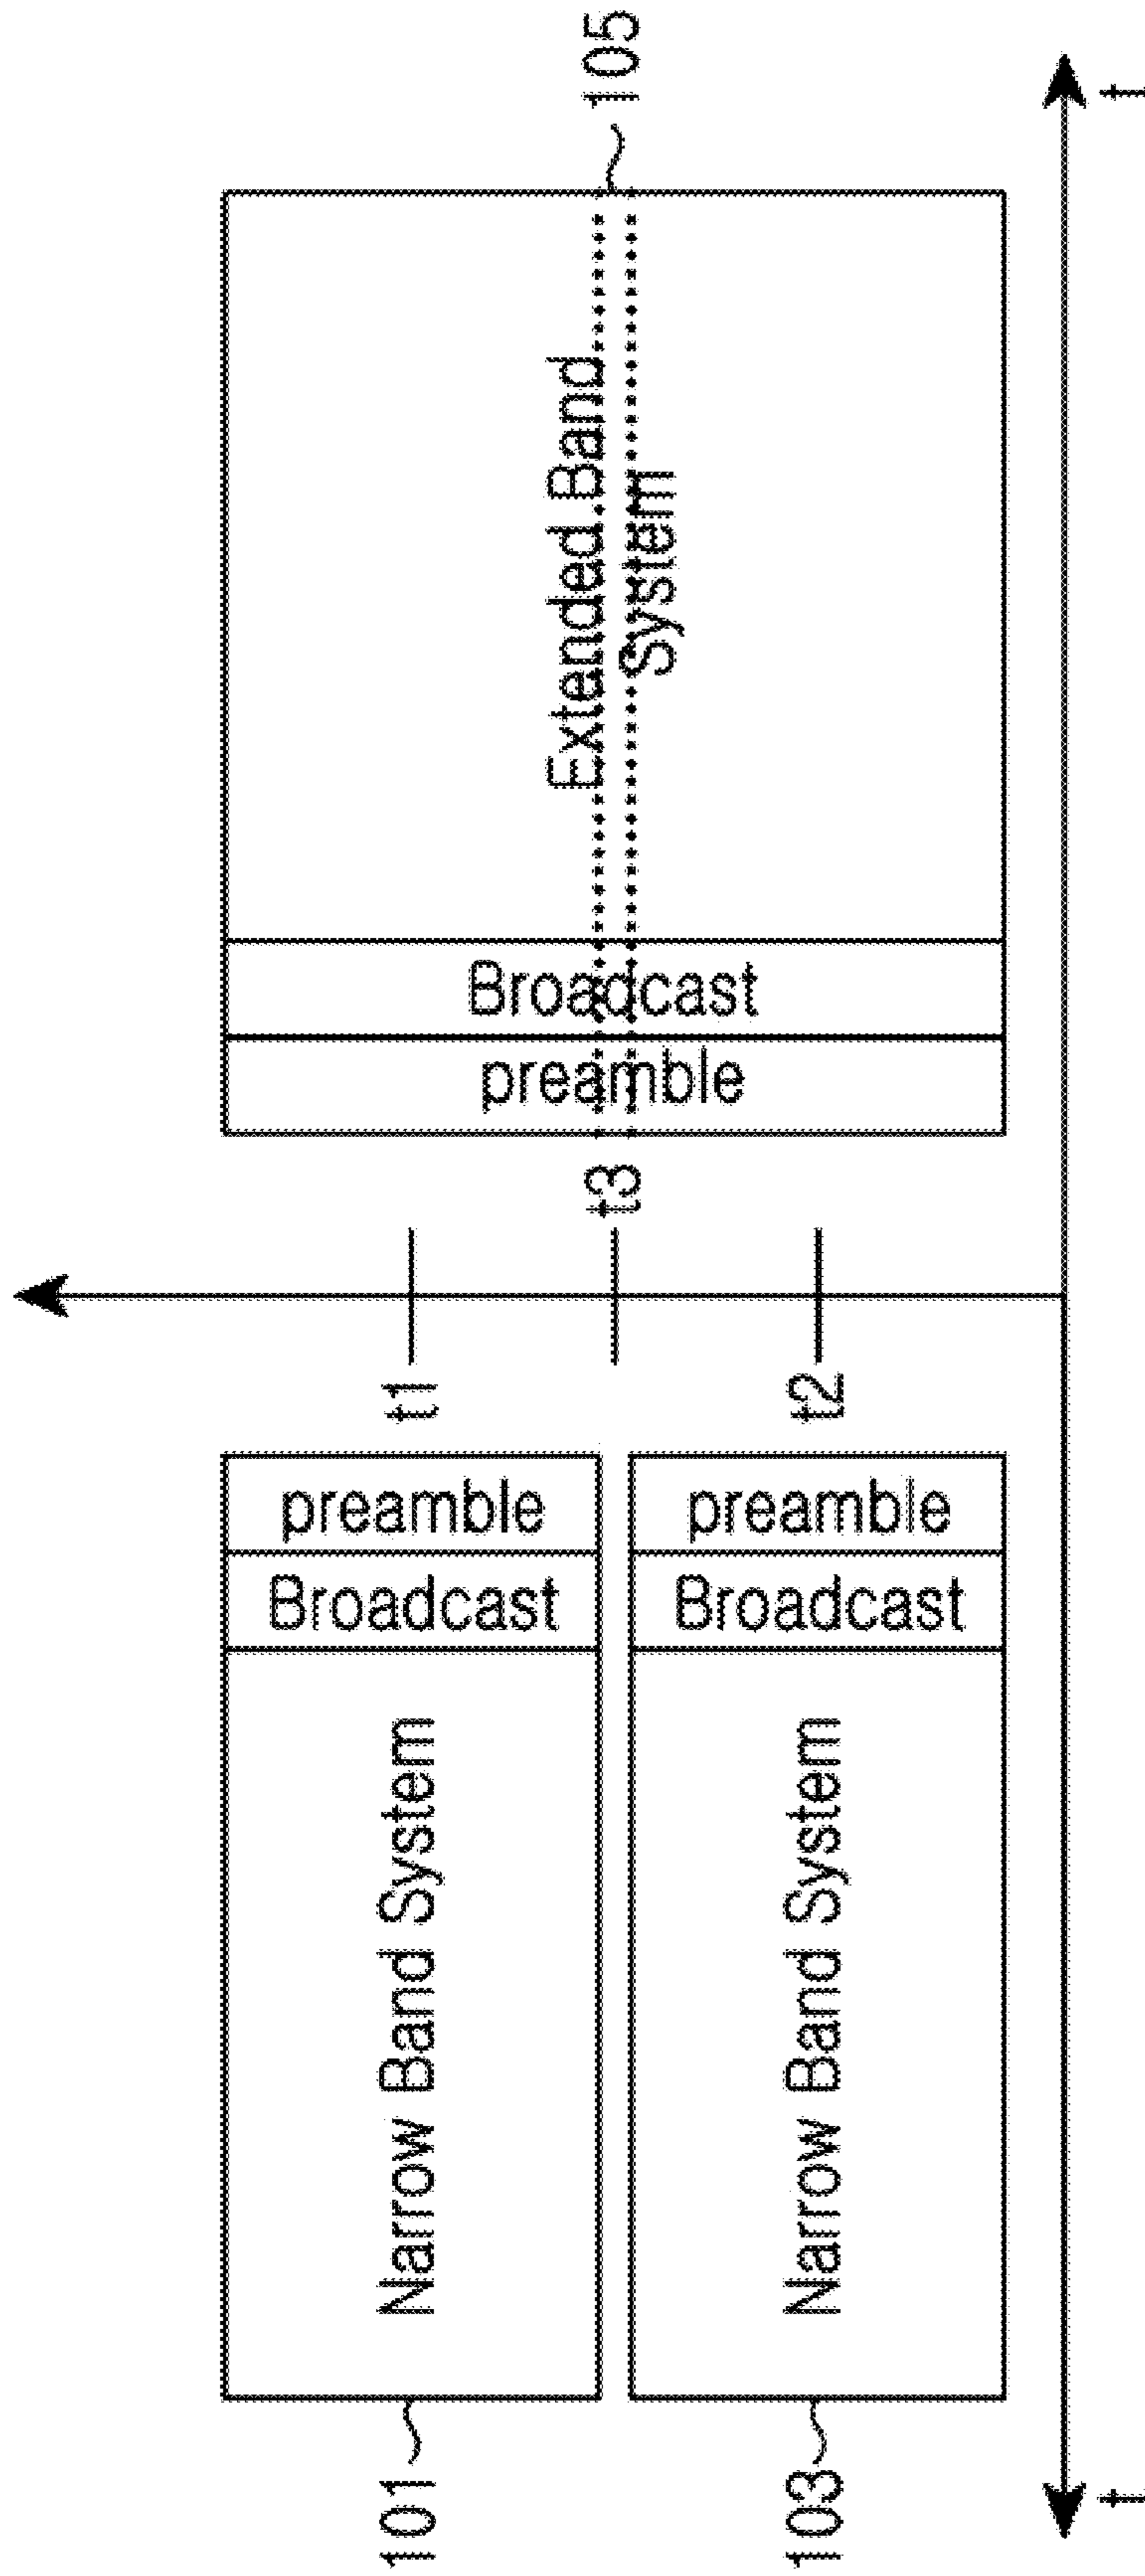 101
Narrow Band System
Broadcast
preamble
t1
103
Narrow Band System
Broadcast
preamble
t2
t3
preamble
Broadcast
Extended Band
System
105
t
t